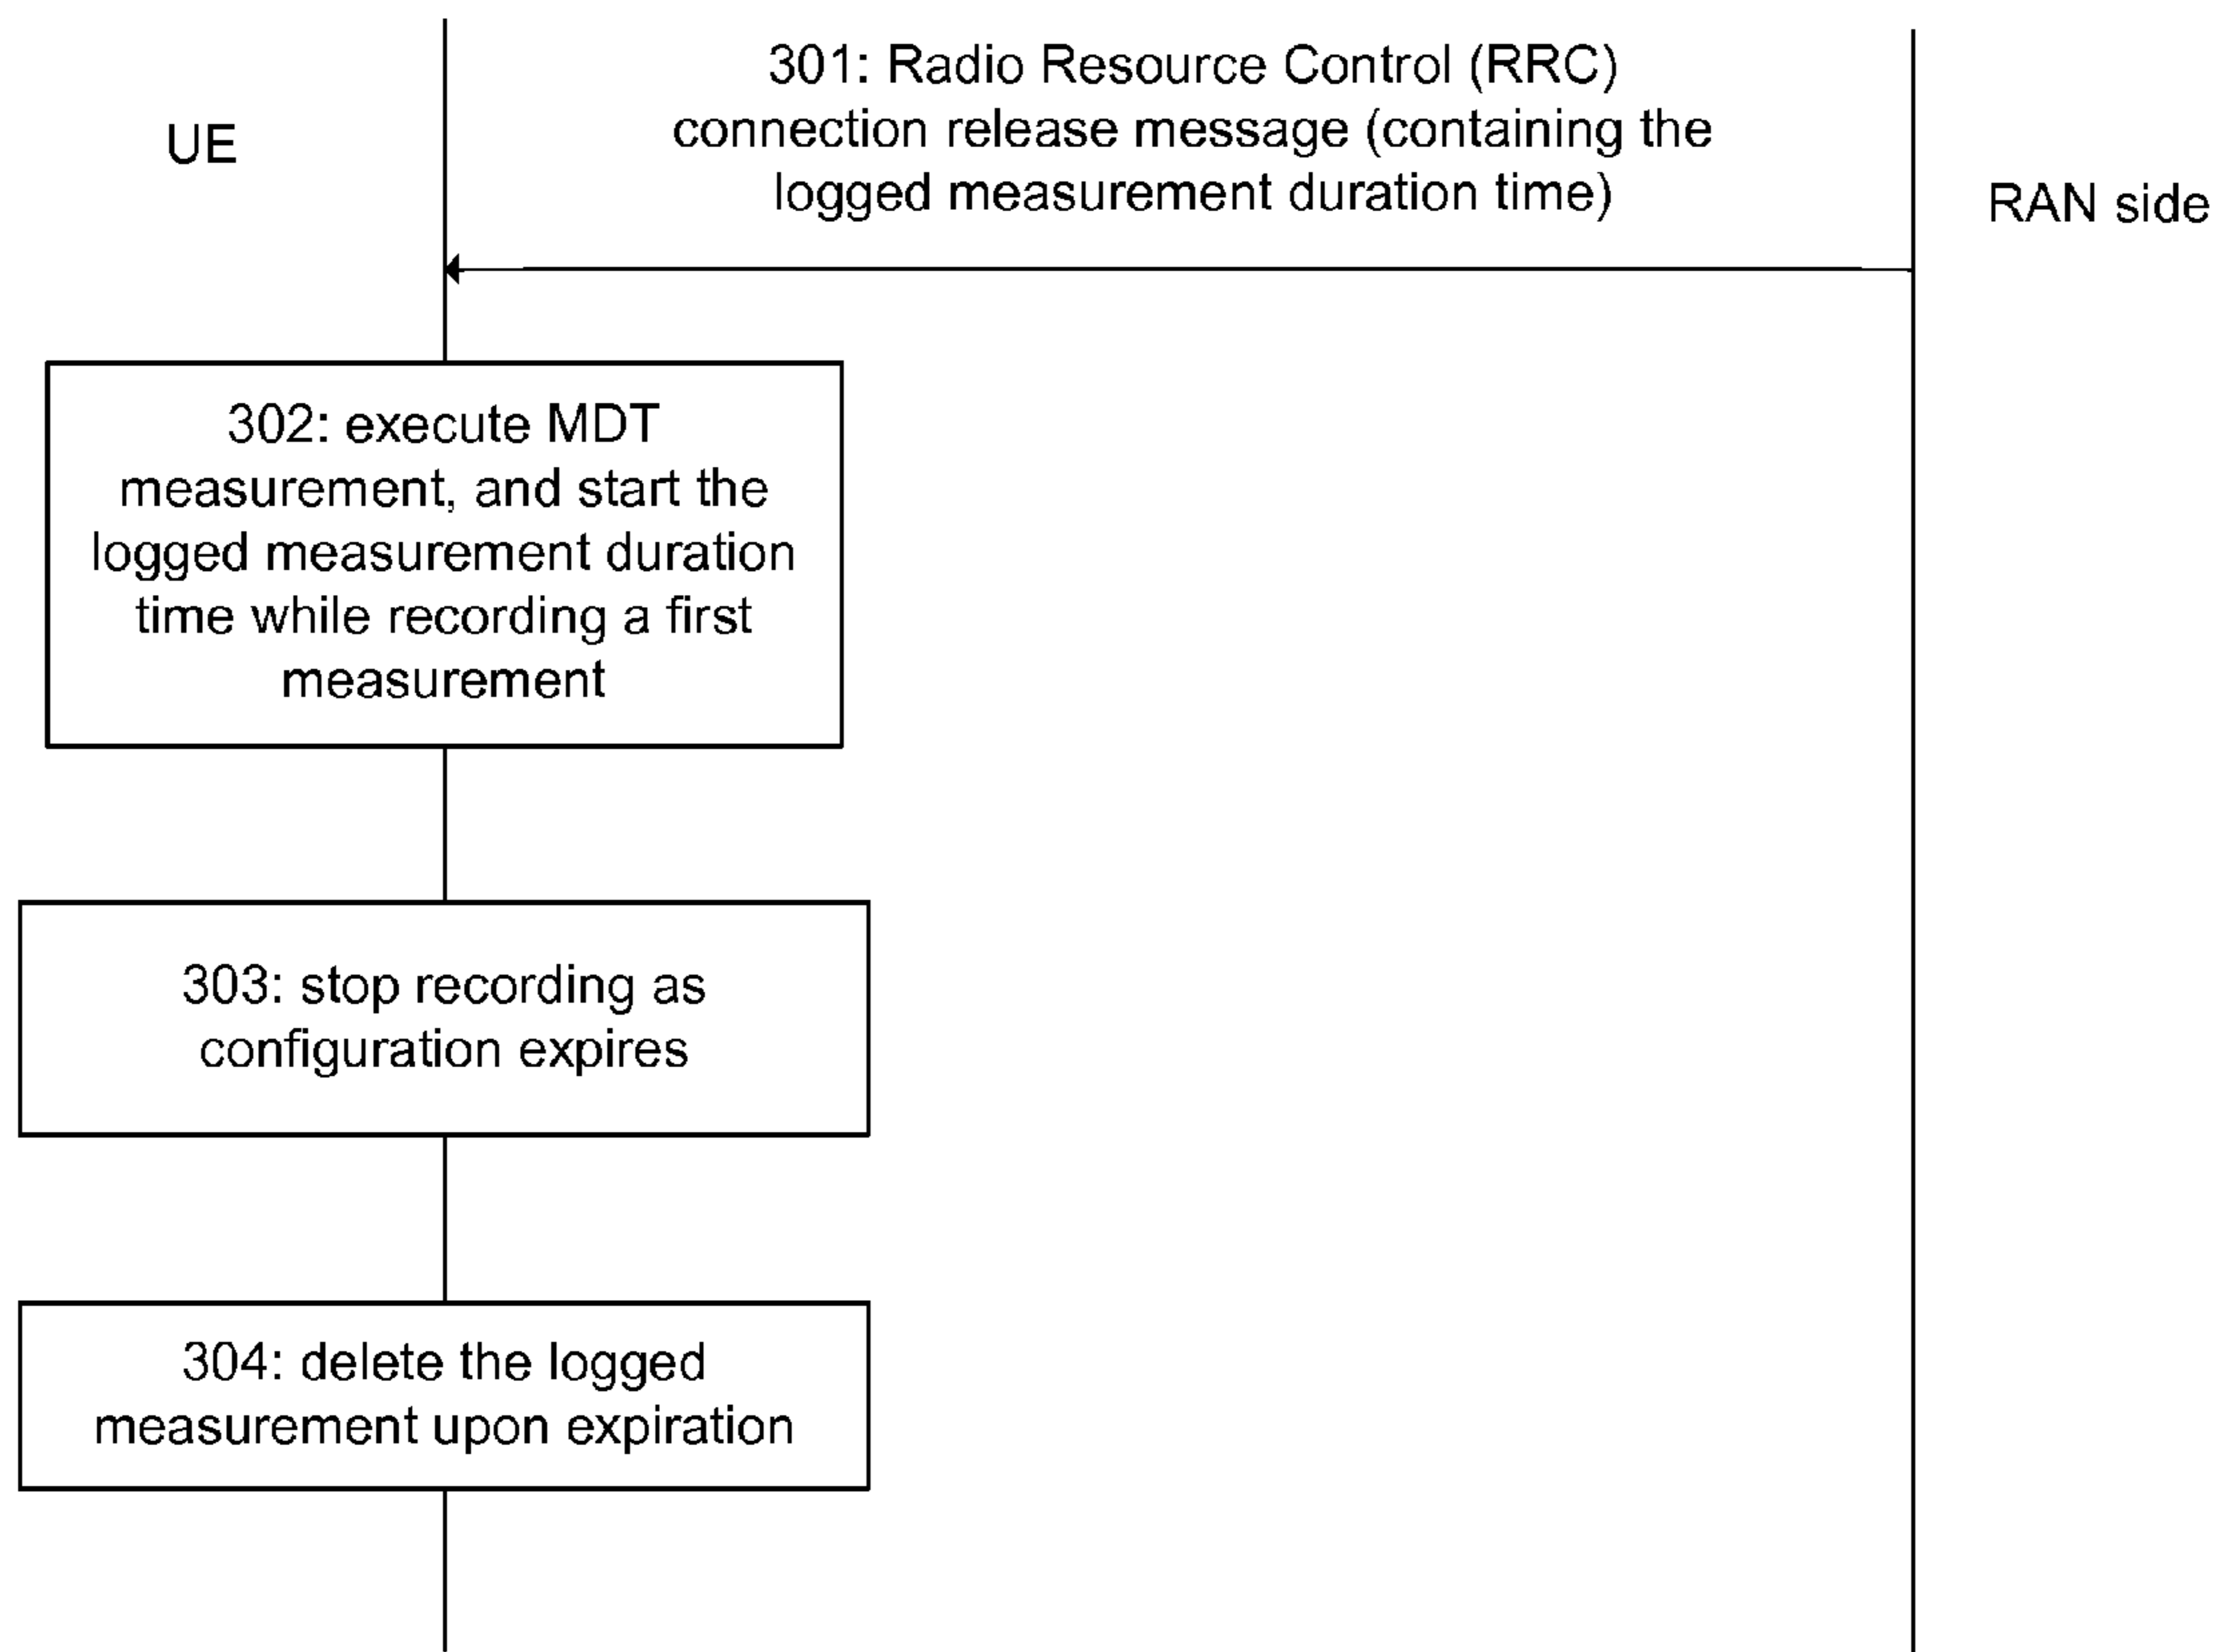 301: Radio Resource Control (RRC)
connection release message (containing the
logged measurement duration time)
UE
RAN side
302: execute MDT
measurement, and start the
logged measurement duration
time while recording a first
measurement
303: stop recording as
configuration expires
304: delete the logged
measurement upon expiration